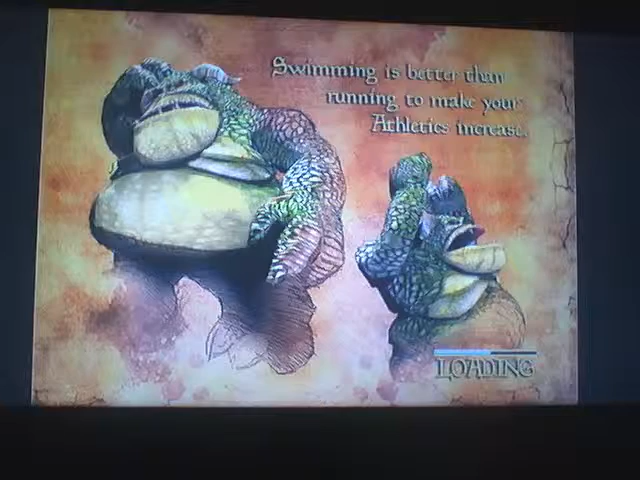 Swimming is better than
running to make your
Athletics increase.
LOADING